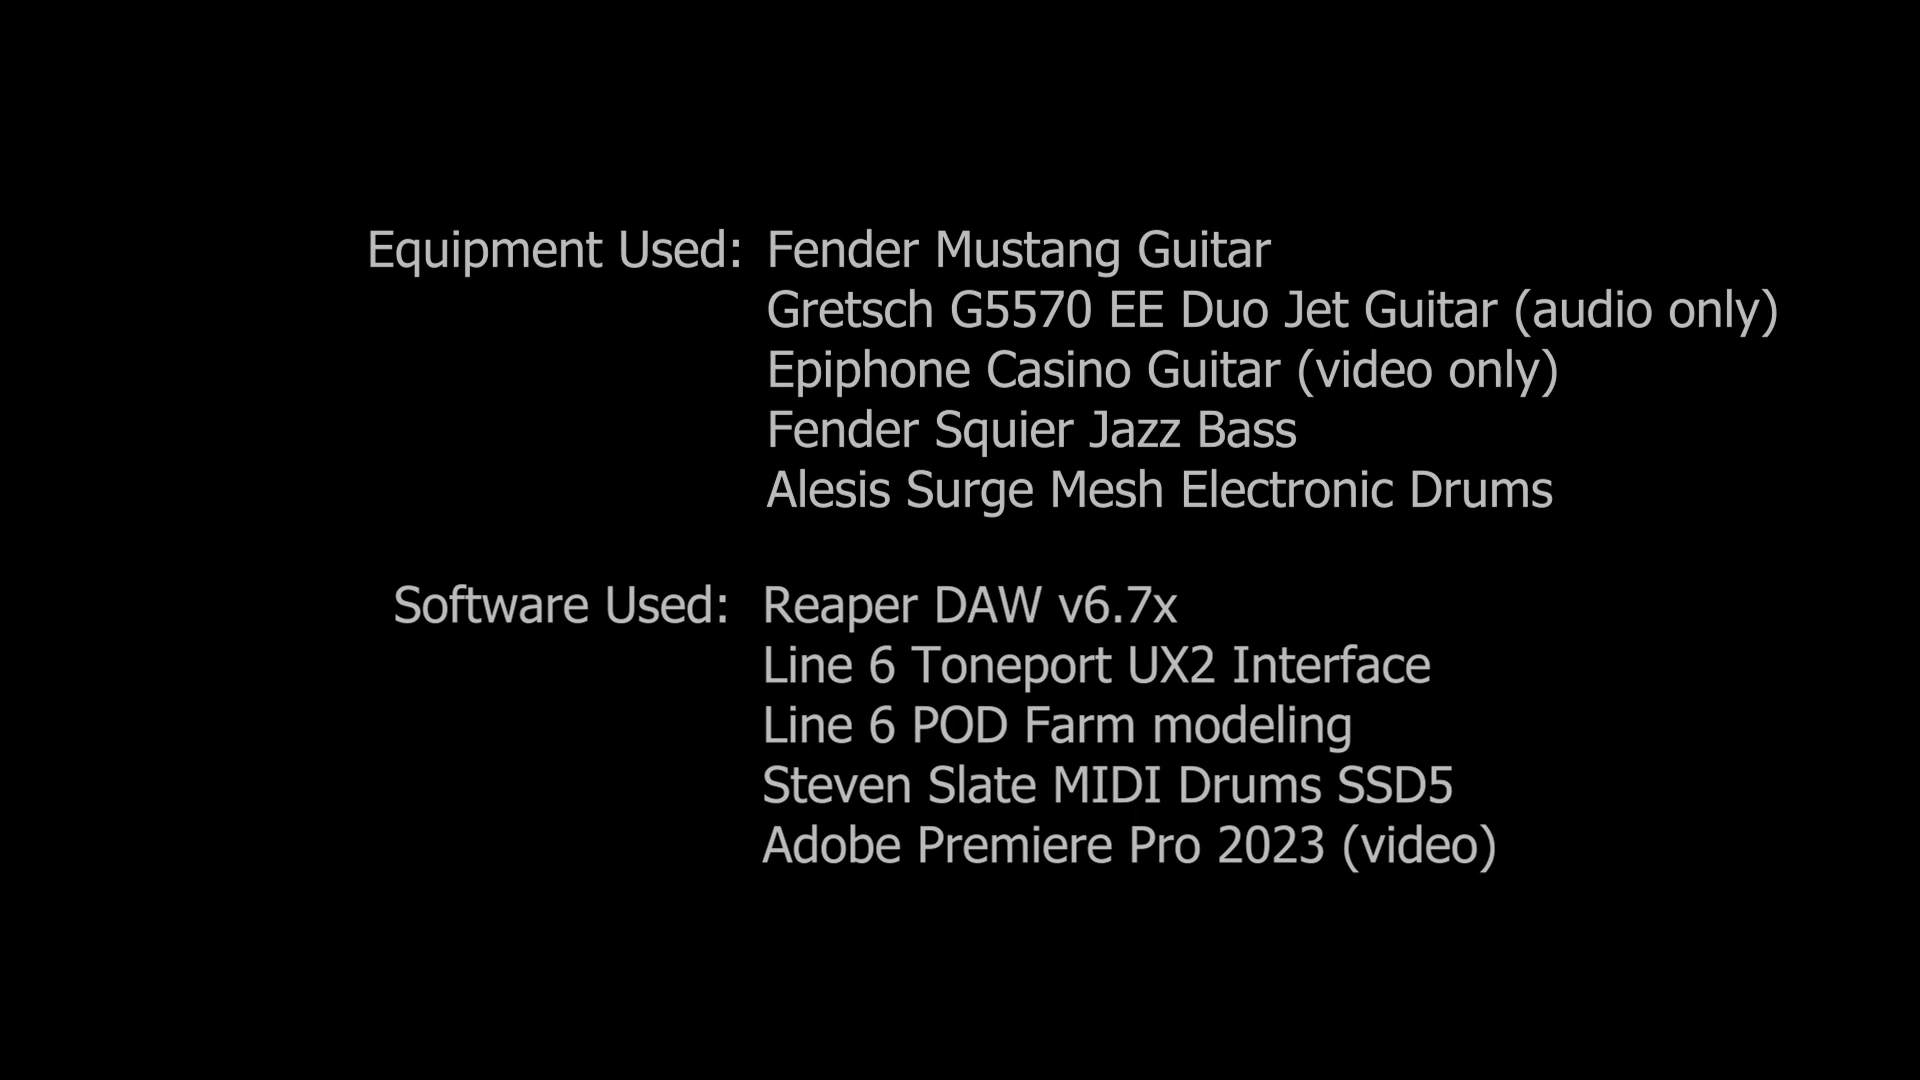 Equipment Used: Fender Mustang Guitar
Gretsch G5570 EE Duo Jet Guitar (audio only)
Epiphone Casino Guitar (video only)
Fender Squier Jazz Bass
Alesis Surge Mesh Electronic Drums
Software Used: Reaper DAW v6.7x
Line 6 Toneport UX2 Interface
Line 6 POD Farm modeling
Steven Slate MIDI Drums SSD5
Adobe Premiere Pro 2023 (video)